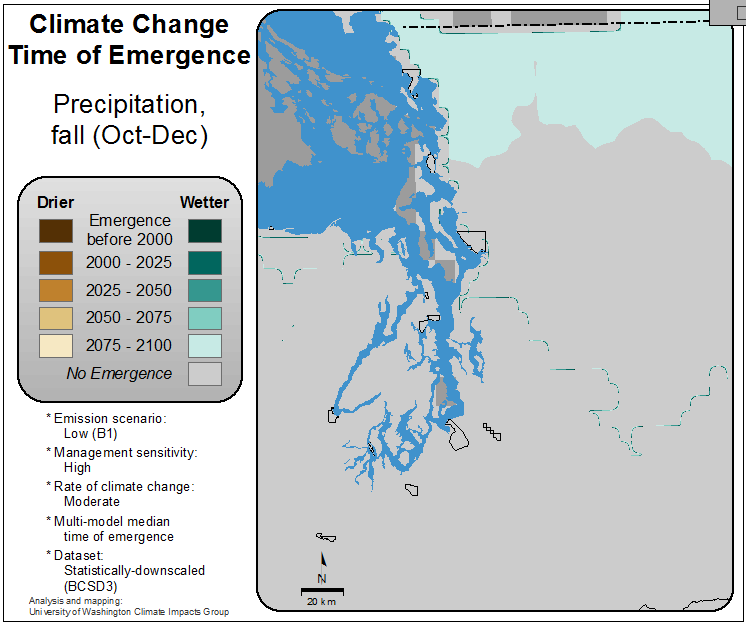 Climate Change
Time of Emergence
Precipitation,
fall (Oct-Dec)
Drier Wetter
Emergence
before 2000
2000 - 2025
2025 - 2050
2050 - 2075
2075 - 2100
No Emergence
* Emission scenario:
Low (B1)
* Management sensitivity:
High
* Rate of climate change:
Moderate
* Multi-model median
time of emergence
* Dataset:
Statistically-downscaled
(BCSD3)
Analysis and mapping:
University of Washington Climate Impacts Group
N
20 km